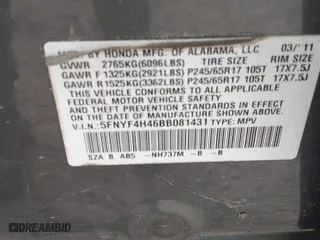 MFD BY HONDA MFG. OF ALABAMA, LLC 03/'11
GVWR 2765KG(6096LBS) TIRE SIZE RIM SIZE
GAWR F 1325KG(2921LBS) P245/65R17 105T 17X7.5J
GAWR R 1525KG(3362LBS) P245/65R17 105T 17X7.5J
THIS VEHICLE CONFORMS TO ALL APPLICABLE
FEDERAL MOTOR VEHICLE SAFETY AND THEFT
PREVENTION STANDARDS IN EFFECT ON THE DATE
OF MANUFACTURE SHOWN ABOVE.
V.I.N.:5FNYF4H46BB081431 TYPE: MPV
SZA B AB5 -NH737M -B -B